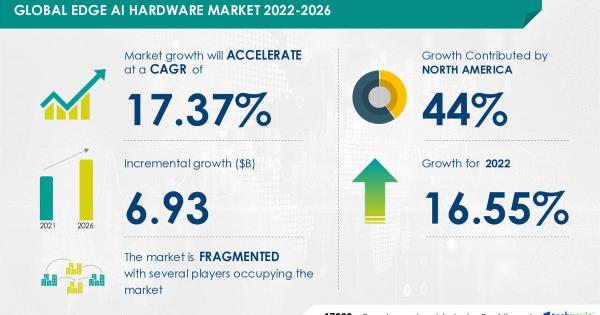 GLOBAL EDGE AI HARDWARE MARKET 2022-2026
Market growth will ACCELERATE
at a CAGR of
17.37%
Incremental growth ($B)
6.93
2021 2026
The market is FRAGMENTED
with several players occupying the
market
Growth Contributed by
NORTH AMERICA
44%
Growth for 2022
16.55%